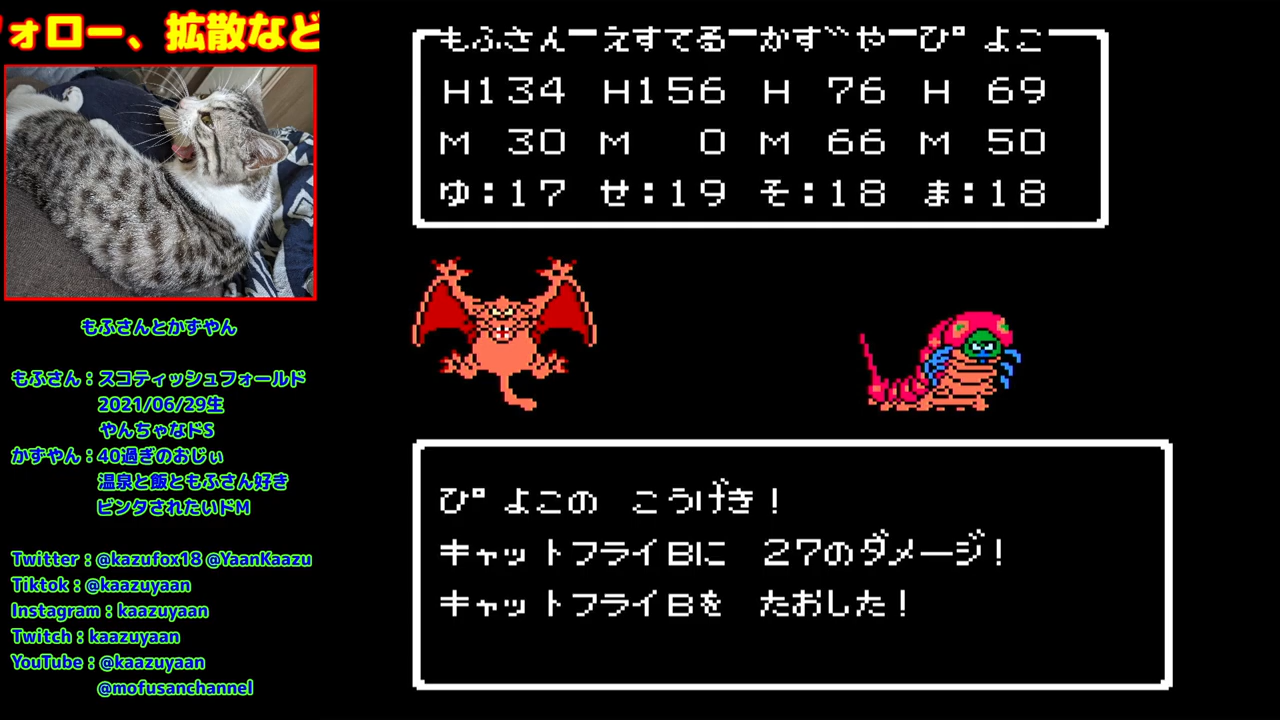 ォロー、拡散など
もふさんとかずやん
もふさん：スコティッシュフォールド
2021/06/29生
やんちゃなドS
かずやん：40過ぎのおじぃ
温泉と飯ともふさん好き
ビンタされたいドM
Twitter：@kazufox18 @YaanKaazu
Tiktok：@kaazuyaan
Instagram：kaazuyaan
Twitch：kaazuyaan
YouTube：@kaazuyaan
@mofusanchannel
もふさん えすてる かずや ぴよこ
H134 H156 H 76 H 69
M 30 M 0 M 66 M 50
ゆ:17 せ:19 そ:18 ま:18
ぴよこの こうげき！
キャットフライBに 27のダメージ！
キャットフライBを たおした！